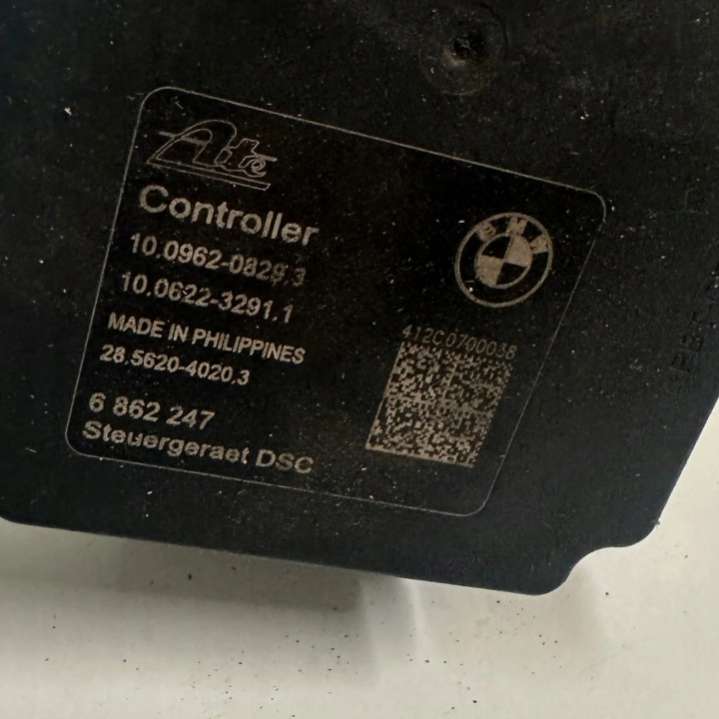 Ate
Controller
10.0962-0829.3
10.0622-3291.1
MADE IN PHILIPPINES
28.5620-4020.3
6 862 247
Steuergeraet DSC
BMW
412C0700038